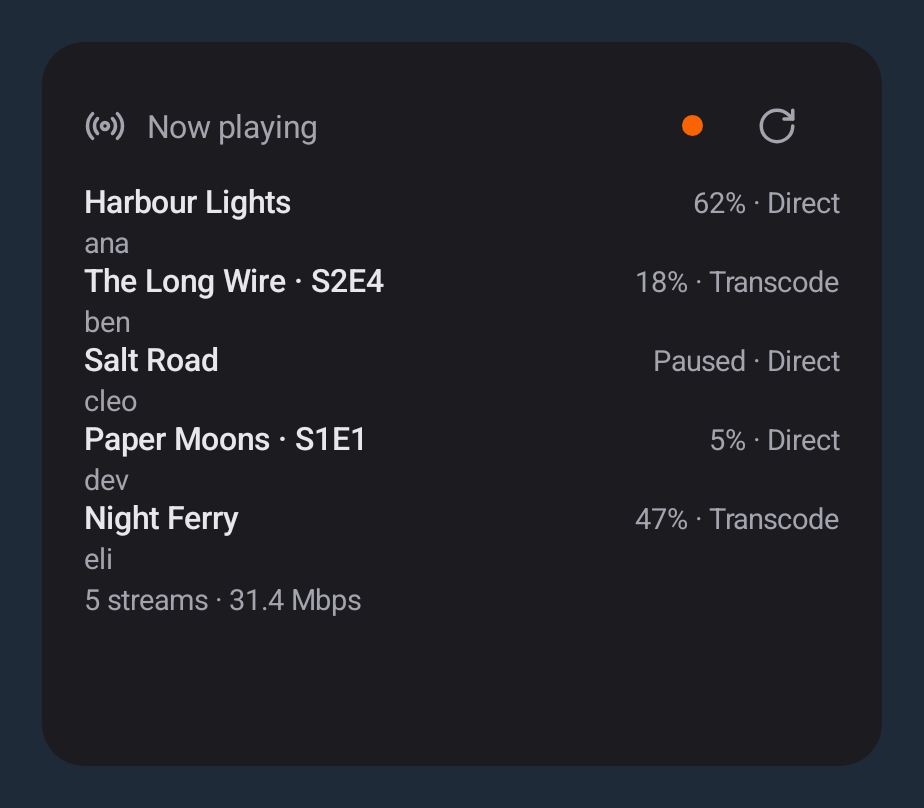 Now playing
Harbour Lights 62% · Direct
ana
The Long Wire · S2E4 18% · Transcode
ben
Salt Road Paused · Direct
cleo
Paper Moons · S1E1 5% · Direct
dev
Night Ferry 47% · Transcode
eli
5 streams · 31.4 Mbps